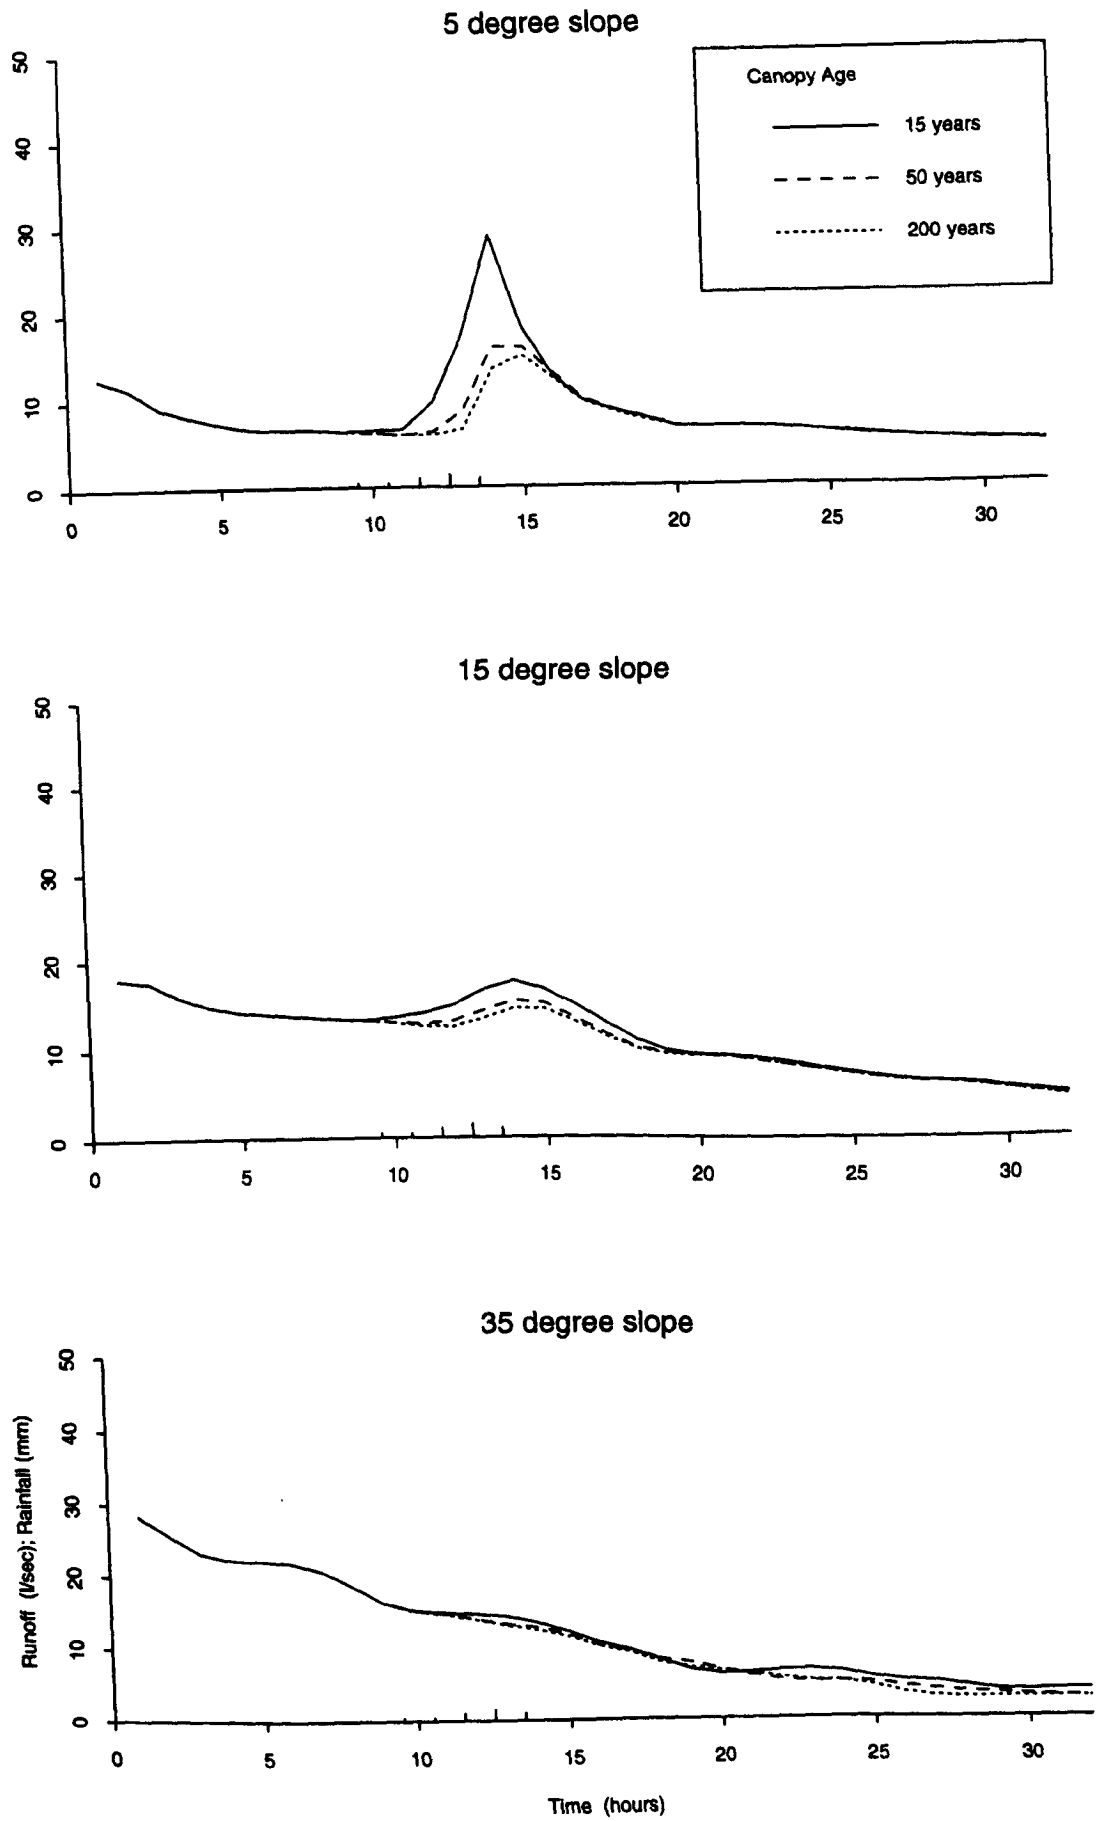 5 degree slope
Canopy Age
15 years
50 years
200 years
50
40
30
20
10
0
0 5 10 15 20 25 30
15 degree slope
50
40
30
20
10
0
0 5 10 15 20 25 30
35 degree slope
Runoff (l/sec); Rainfall (mm)
50
40
30
20
10
0
0 5 10 15 20 25 30
Time (hours)